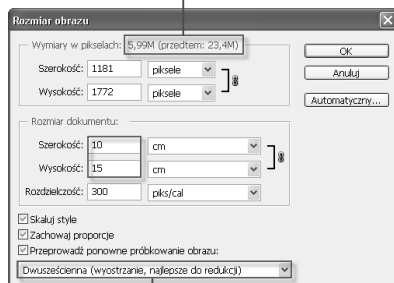 Rozmiar obrazu
Wymiary w pikselach: 5,99M (przedtem: 23,4M)
OK
Szerokość: 1181 piksele
Anuluj
Wysokość: 1772 piksele
Automatyczny...
Rozmiar dokumentu:
Szerokość: 10 cm
Wysokość: 15 cm
Rozdzielczość: 300 piks/cal
Skaluj style
Zachowaj proporcje
Przeprowadź ponowne próbkowanie obrazu:
Dwusześcienna (wyostrzanie, najlepsze do redukcji)